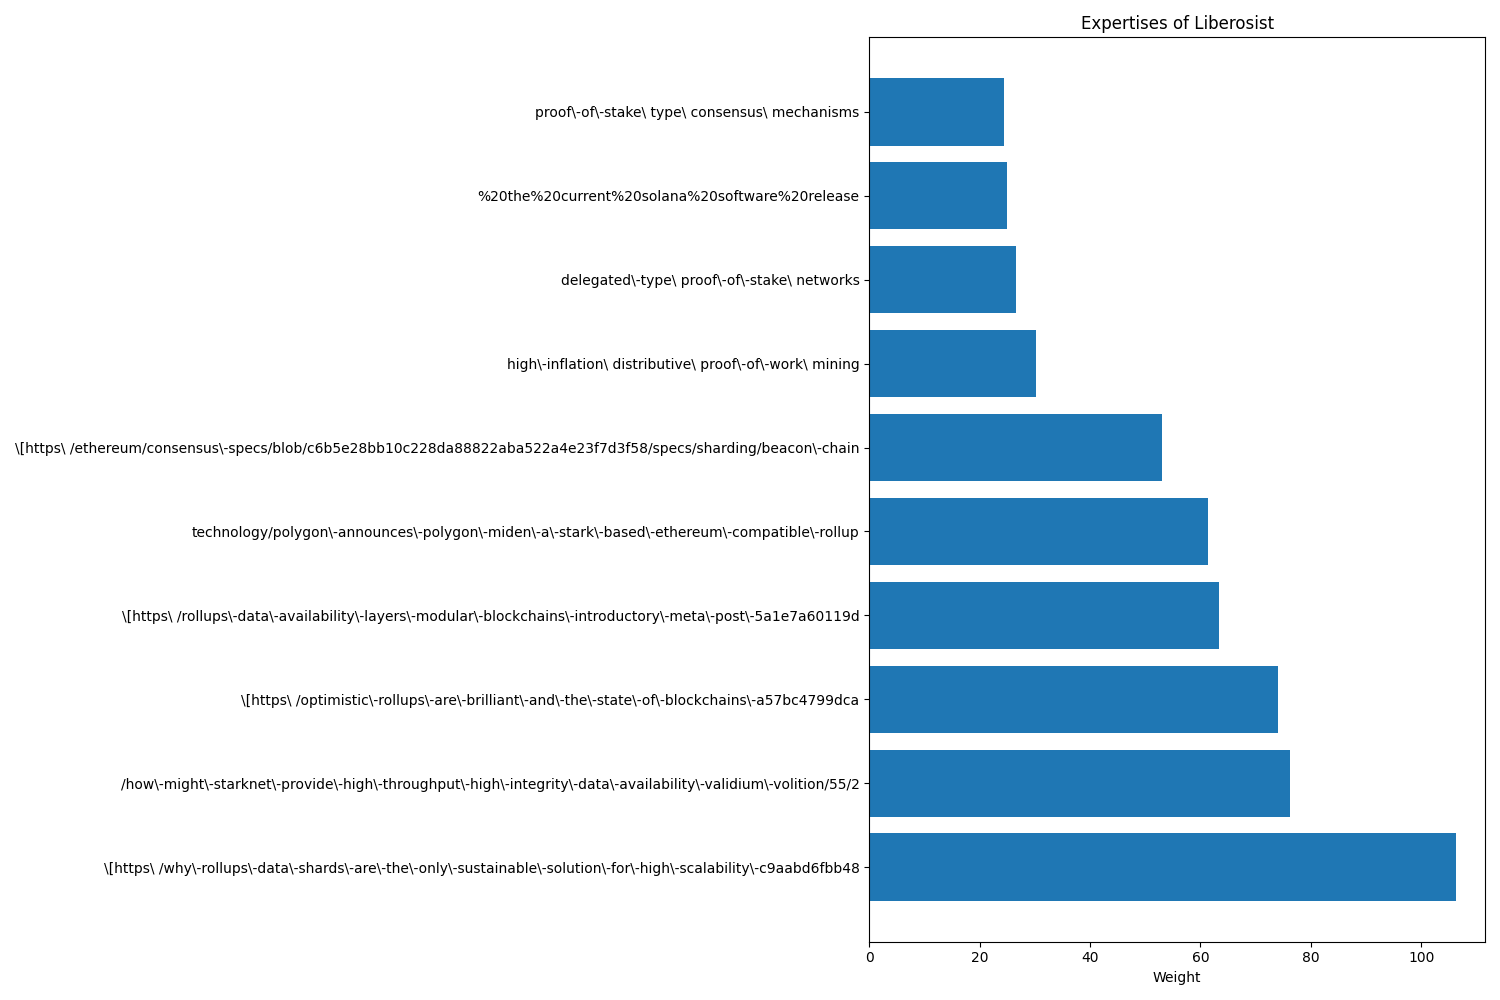 Expertises of Liberosist
proof\-of\-stake\ type\ consensus\ mechanisms
%20the%20current%20solana%20software%20release
delegated\-type\ proof\-of\-stake\ networks
high\-inflation\ distributive\ proof\-of\-work\ mining
\[https\ /ethereum/consensus\-specs/blob/c6b5e28bb10c228da88822aba522a4e23f7d3f58/specs/sharding/beacon\-chain
technology/polygon\-announces\-polygon\-miden\-a\-stark\-based\-ethereum\-compatible\-rollup
\[https\ /rollups\-data\-availability\-layers\-modular\-blockchains\-introductory\-meta\-post\-5a1e7a60119d
\[https\ /optimistic\-rollups\-are\-brilliant\-and\-the\-state\-of\-blockchains\-a57bc4799dca
/how\-might\-starknet\-provide\-high\-throughput\-high\-integrity\-data\-availability\-validium\-volition/55/2
\[https\ /why\-rollups\-data\-shards\-are\-the\-only\-sustainable\-solution\-for\-high\-scalability\-c9aabd6fbb48
0 20 40 60 80 100
Weight